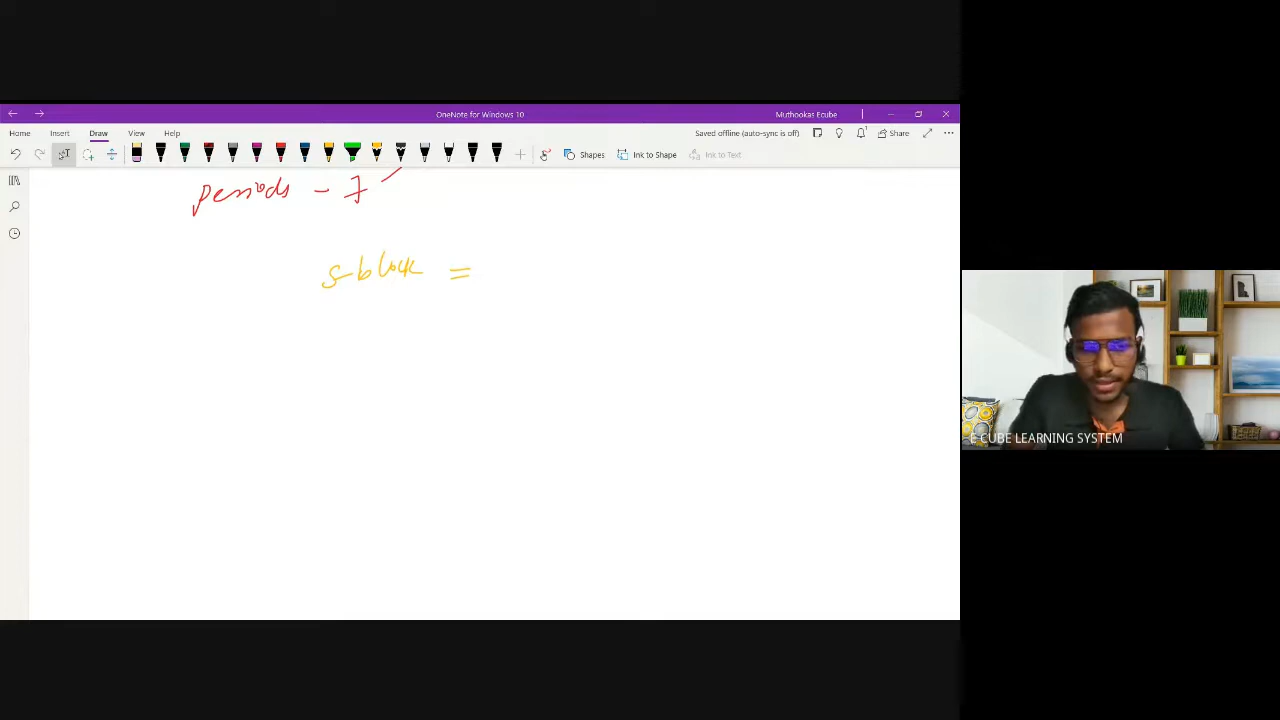 OneNote for Windows 10
Muthookas Ecube
Home Insert Draw View Help
Saved offline (auto-sync is off) Share
Shapes Ink to Shape Ink to Text
periods - 7
s-block =
E CUBE LEARNING SYSTEM